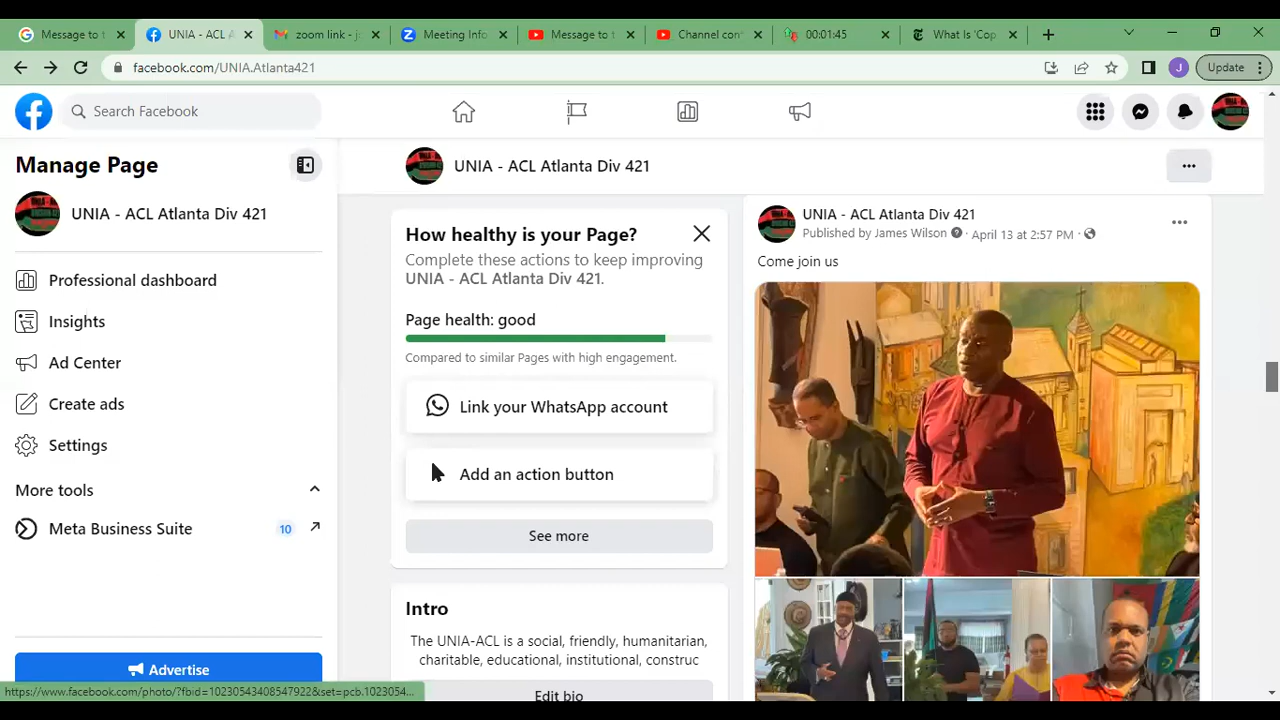 Message to t
UNIA - ACL A
zoom link - j
Meeting Info
Message to t
Channel con
00:01:45
What Is 'Cop
facebook.com/UNIA.Atlanta421
J
Update
Search Facebook
Manage Page
UNIA - ACL Atlanta Div 421
Professional dashboard
Insights
Ad Center
Create ads
Settings
More tools
Meta Business Suite 10
Advertise
https://www.facebook.com/photo/?fbid=10230543408547922&set=pcb.1023054...
UNIA - ACL Atlanta Div 421
How healthy is your Page?
Complete these actions to keep improving
UNIA - ACL Atlanta Div 421.
Page health: good
Compared to similar Pages with high engagement.
Link your WhatsApp account
Add an action button
See more
Intro
The UNIA-ACL is a social, friendly, humanitarian,
charitable, educational, institutional, construc
Edit bio
UNIA - ACL Atlanta Div 421
Published by James Wilson · April 13 at 2:57 PM ·
Come join us